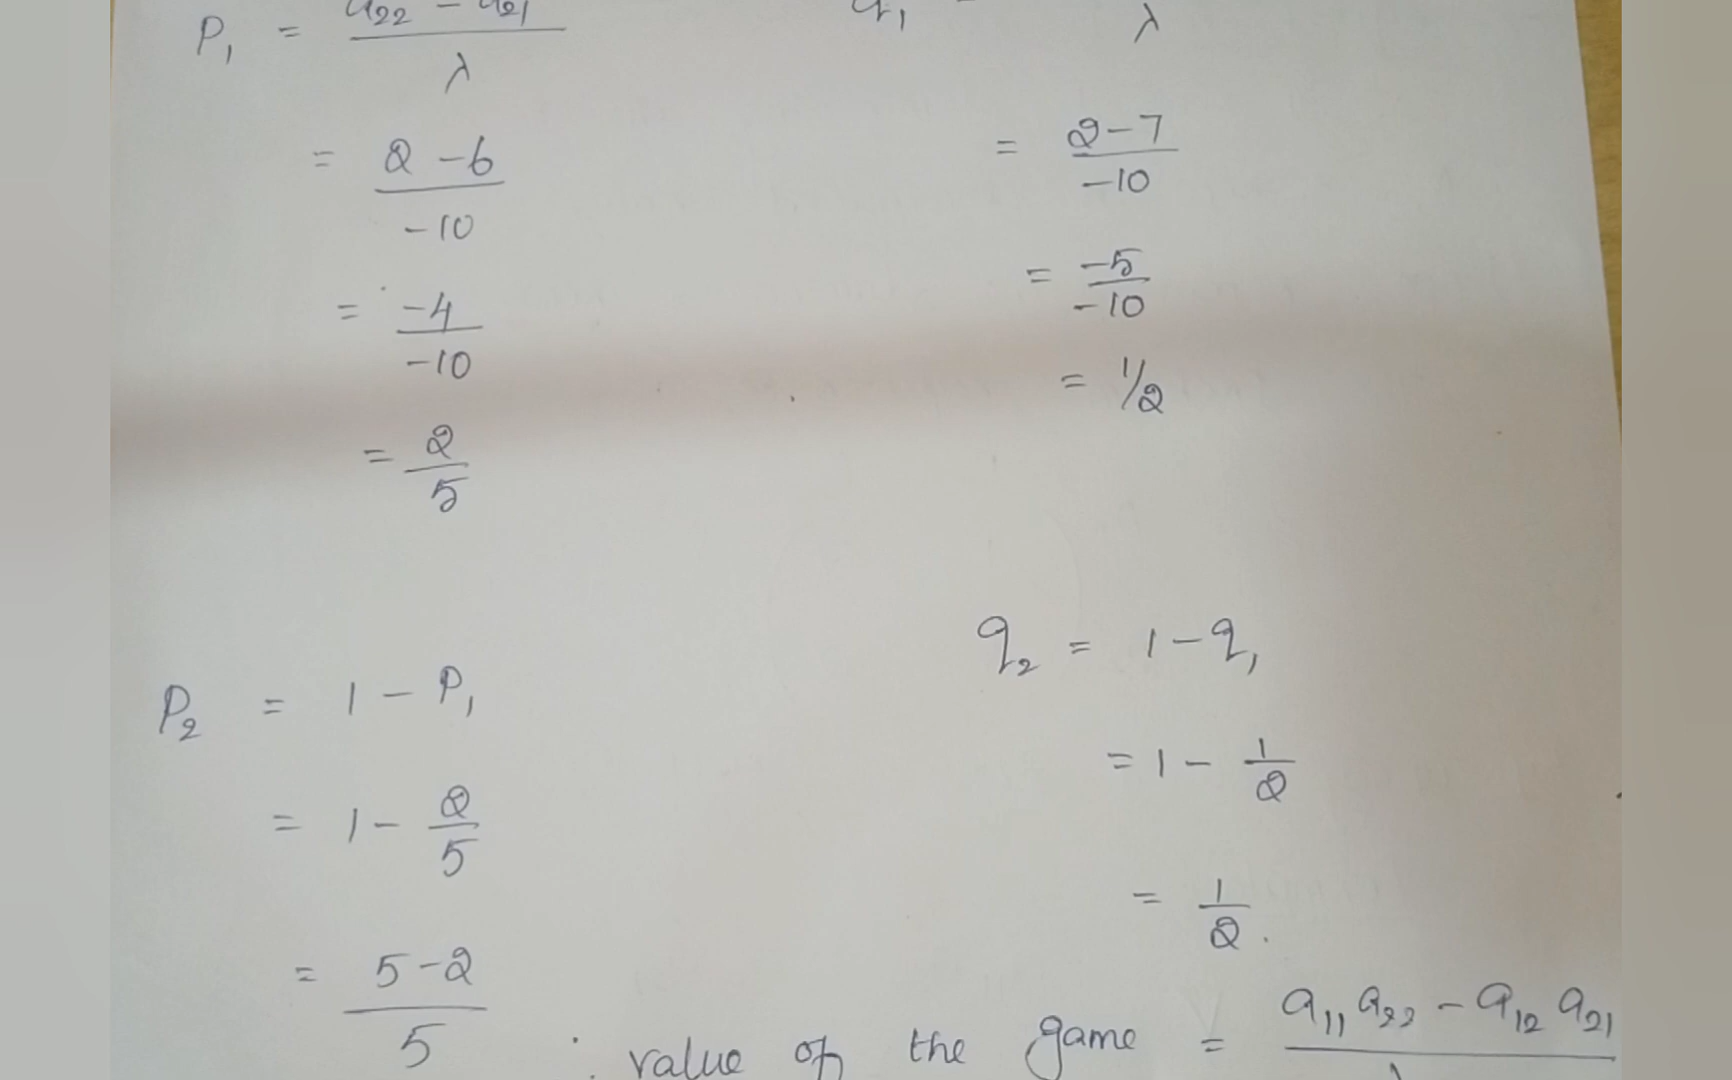 P₁ = a₂₂ - a₂₁ / λ
= 2 - 6 / -10
= -4 / -10
= 2 / 5
P₂ = 1 - P₁
= 1 - 2/5
= 5 - 2 / 5
q₁
λ
= 2 - 7 / -10
= -5 / -10
= 1/2
q₂ = 1 - q₁
= 1 - 1/2
= 1/2.
value of the game = a₁₁ a₂₂ - a₁₂ a₂₁ / λ